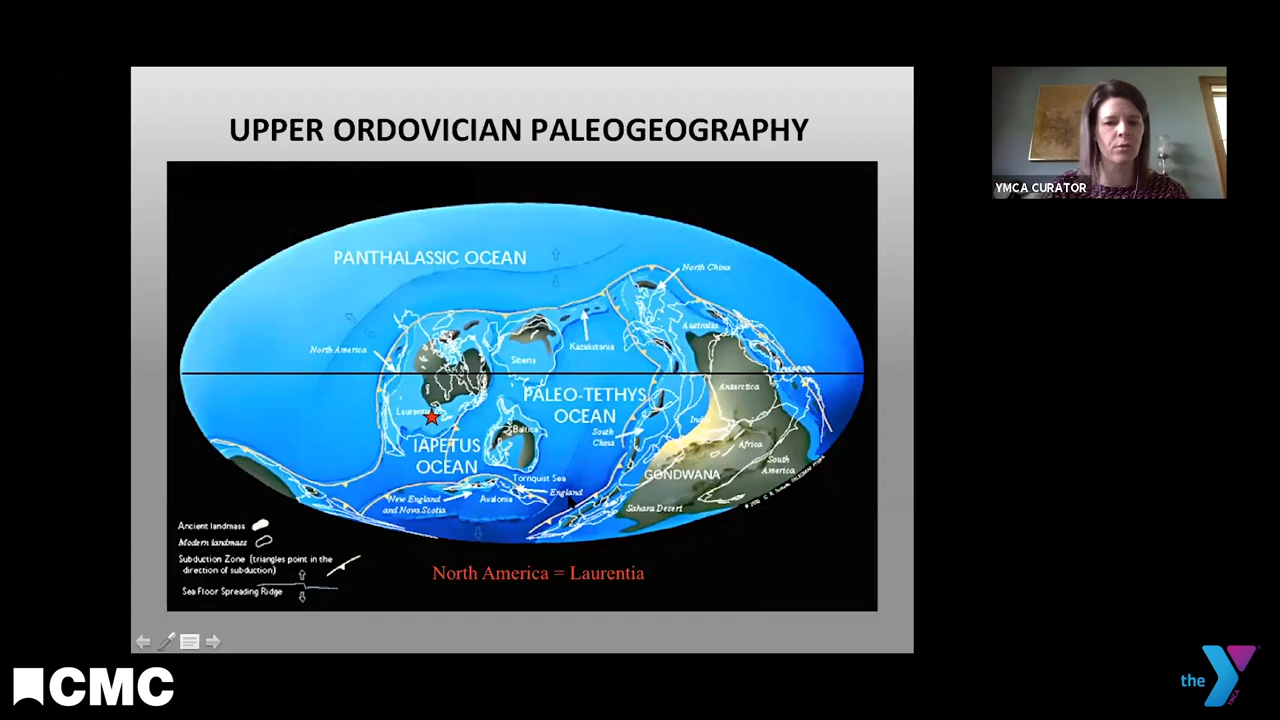 UPPER ORDOVICIAN PALEOGEOGRAPHY
YMCA CURATOR
PANTHALASSIC OCEAN
North China
Australia
North America
Kazakstania
Siberia
Antarctica
PALEO-TETHYS
OCEAN
Laurentia
India
Baltica
South
China
IAPETUS
OCEAN
Africa
South
America
GONDWANA
Tornquist Sea
England
New England
and Nova Scotia
Avalonia
Sahara Desert
Ancient landmass
Modern landmass
Subduction Zone (triangles point in the
direction of subduction)
Sea Floor Spreading Ridge
North America = Laurentia
CMC
the
YMCA